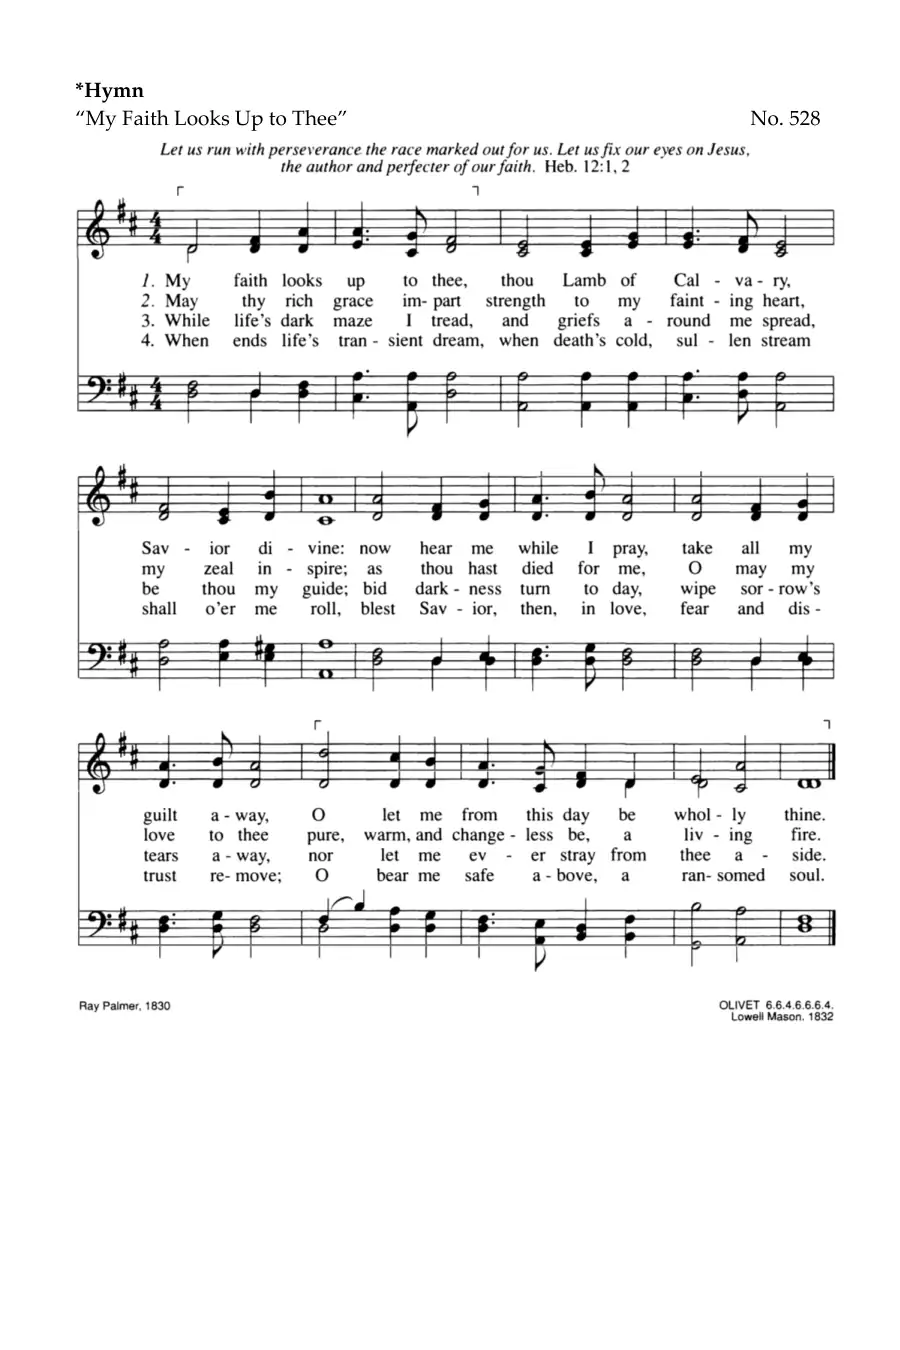 *Hymn
“My Faith Looks Up to Thee” No. 528
Let us run with perseverance the race marked out for us. Let us fix our eyes on Jesus,
the author and perfecter of our faith. Heb. 12:1, 2
1. My faith looks up to thee, thou Lamb of Cal - va - ry,
2. May thy rich grace im- part strength to my faint - ing heart,
3. While life's dark maze I tread, and griefs a - round me spread,
4. When ends life's tran - sient dream, when death's cold, sul - len stream
Sav - ior di - vine: now hear me while I pray, take all my
my zeal in - spire; as thou hast died for me, O may my
be thou my guide; bid dark - ness turn to day, wipe sor - row's
shall o'er me roll, blest Sav - ior, then, in love, fear and dis -
guilt a - way, O let me from this day be whol - ly thine.
love to thee pure, warm, and change - less be, a liv - ing fire.
tears a - way, nor let me ev - er stray from thee a - side.
trust re- move; O bear me safe a - bove, a ran- somed soul.
Ray Palmer, 1830 OLIVET 6.6.4.6.6.6.4.
Lowell Mason. 1832